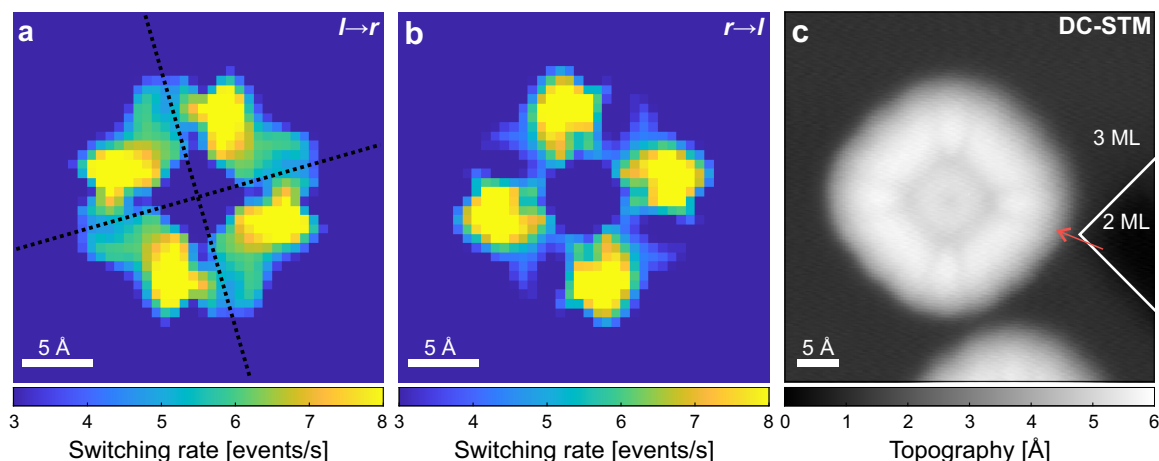 a l→r
b r→l
c DC-STM
3 ML
2 ML
5 Å
5 Å
5 Å
3 4 5 6 7 8
3 4 5 6 7 8
0 1 2 3 4 5 6
Switching rate [events/s]
Switching rate [events/s]
Topography [Å]